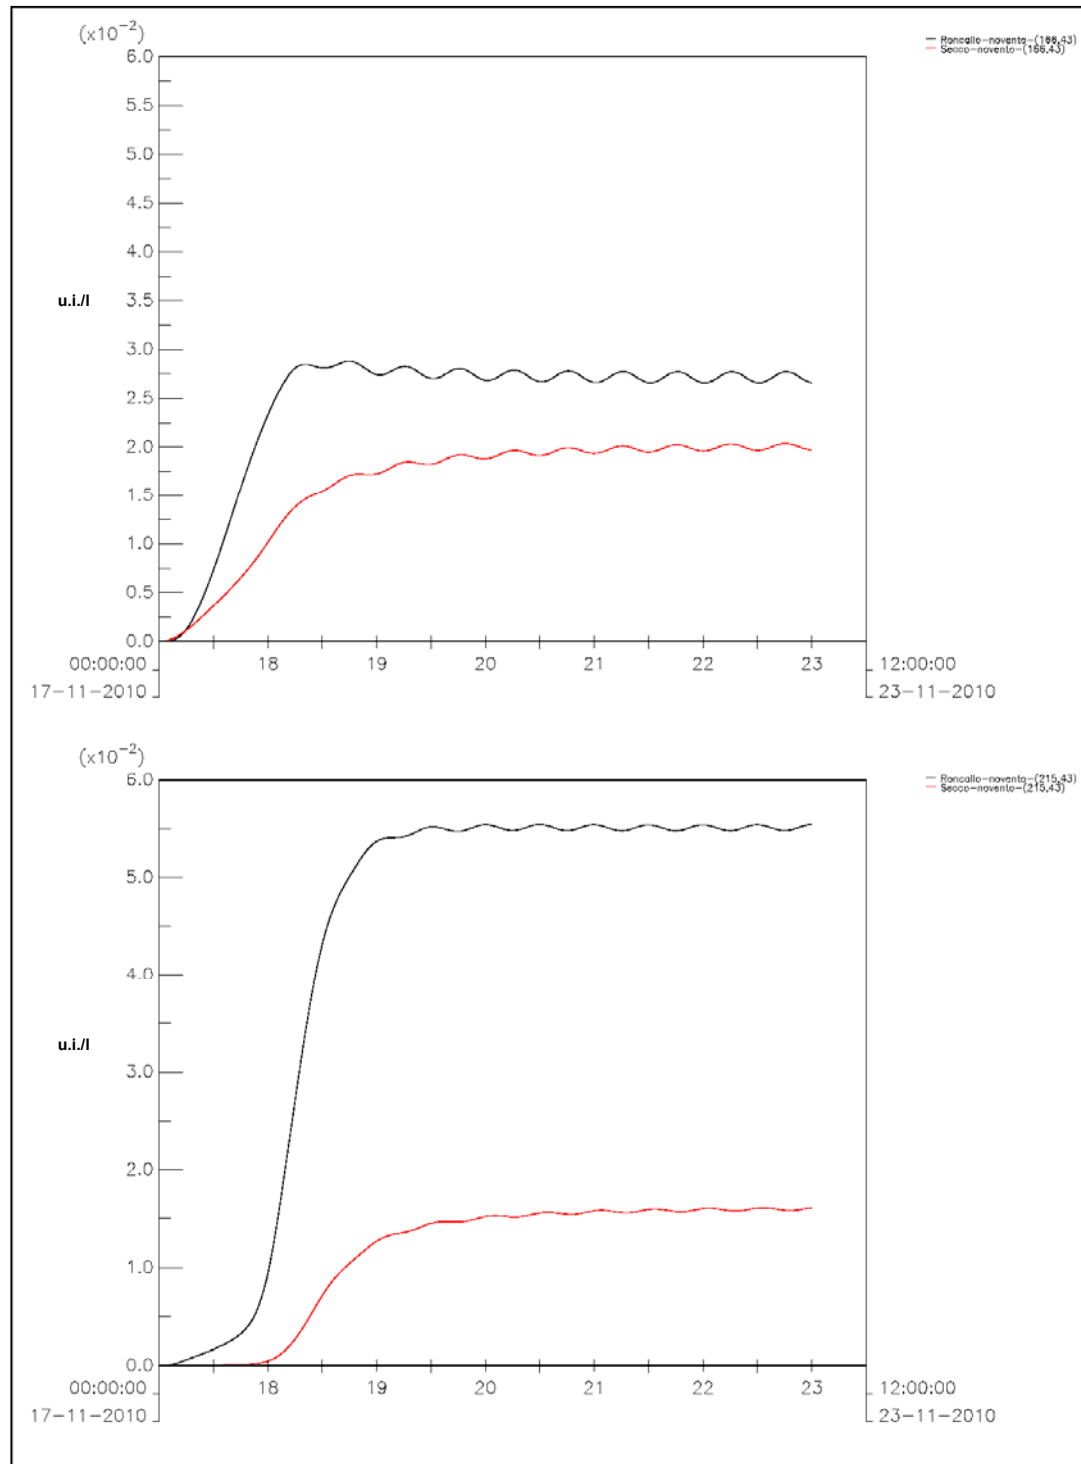 (x10⁻²)
Roncallo-novento-(166,43)
Secco-novento-(166,43)
6.0
5.5
5.0
4.5
4.0
3.5
u.i./l
3.0
2.5
2.0
1.5
1.0
0.5
0.0
00:00:00 18 19 20 21 22 23 12:00:00
17-11-2010 23-11-2010
(x10⁻²)
Roncallo-novento-(215,43)
Secco-novento-(215,43)
6.0
5.0
4.0
u.i./l
3.0
2.0
1.0
0.0
00:00:00 18 19 20 21 22 23 12:00:00
17-11-2010 23-11-2010